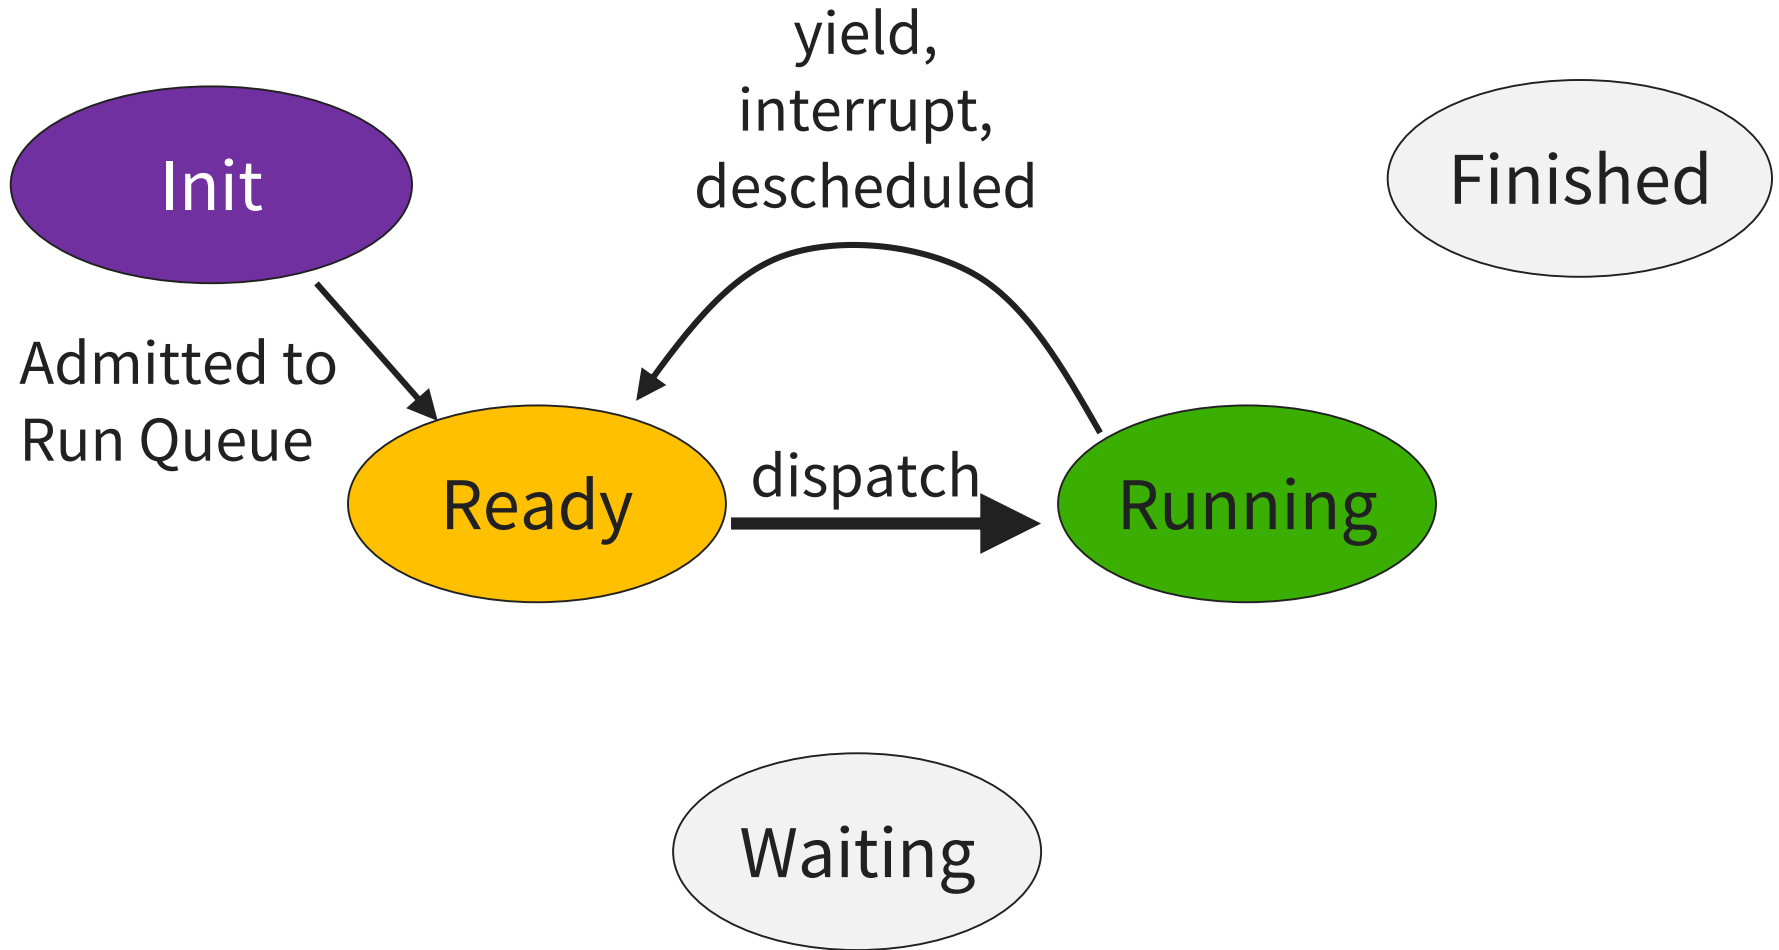 yield,
interrupt,
descheduled
Init
Finished
Admitted to
Run Queue
dispatch
Ready
Running
Waiting